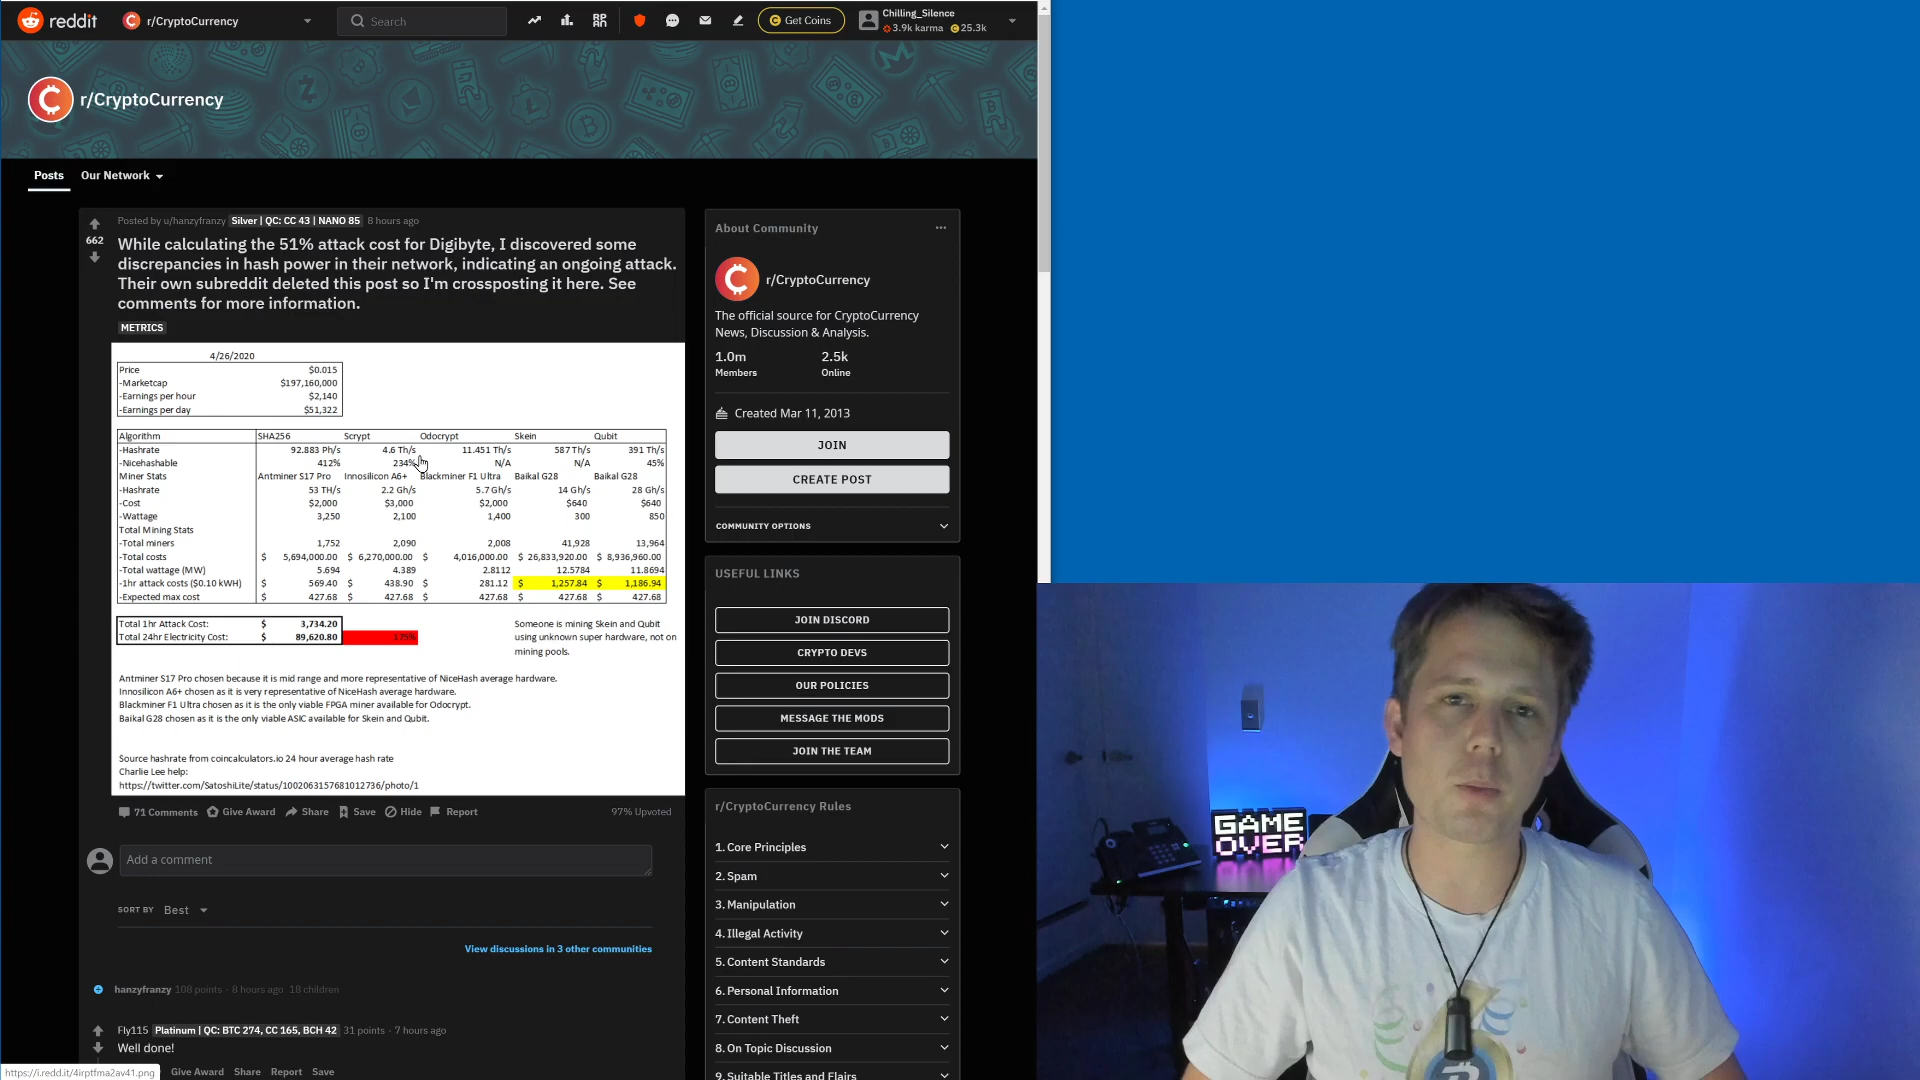 reddit
r/CryptoCurrency
Search
Get Coins
Chilling_Silence
3.9k karma 25.3k
r/CryptoCurrency
Posts
Our Network
Posted by u/hanzyfranzy Silver | QC: CC 43 | NANO 85 8 hours ago
662
While calculating the 51% attack cost for Digibyte, I discovered some
discrepancies in hash power in their network, indicating an ongoing attack.
Their own subreddit deleted this post so I'm crossposting it here. See
comments for more information.
METRICS
4/26/2020
Price $0.015
-Marketcap $197,160,000
-Earnings per hour $2,140
-Earnings per day $51,322
Algorithm SHA256 Scrypt Odocrypt Skein Qubit
-Hashrate 92.883 Ph/s 4.6 Th/s 11.451 Th/s 587 Th/s 391 Th/s
-Nicehashable 412% 234% N/A N/A 45%
Miner Stats Antminer S17 Pro Innosilicon A6+ Blackminer F1 Ultra Baikal G28 Baikal G28
-Hashrate 53 TH/s 2.2 Gh/s 5.7 Gh/s 14 Gh/s 28 Gh/s
-Cost $2,000 $3,000 $2,000 $640 $640
-Wattage 3,250 2,100 1,400 300 850
Total Mining Stats
-Total miners 1,752 2,090 2,008 41,928 13,964
-Total costs $ 5,694,000.00 $ 6,270,000.00 $ 4,016,000.00 $ 26,833,920.00 $ 8,936,960.00
-Total wattage (MW) 5.694 4.389 2.8112 12.5784 11.8694
-1hr attack costs ($0.10 kWH) $ 569.40 $ 438.90 $ 281.12 $ 1,257.84 $ 1,186.94
-Expected max cost $ 427.68 $ 427.68 $ 427.68 $ 427.68 $ 427.68
Total 1hr Attack Cost: $ 3,734.20
Total 24hr Electricity Cost: $ 89,620.80 175%
Someone is mining Skein and Qubit
using unknown super hardware, not on
mining pools.
Antminer S17 Pro chosen because it is mid range and more representative of NiceHash average hardware.
Innosilicon A6+ chosen as it is very representative of NiceHash average hardware.
Blackminer F1 Ultra chosen as it is the only viable FPGA miner available for Odocrypt.
Baikal G28 chosen as it is the only viable ASIC available for Skein and Qubit.
Source hashrate from coincalculators.io 24 hour average hash rate
Charlie Lee help:
https://twitter.com/SatoshiLite/status/1002063157681012736/photo/1
71 Comments Give Award Share Save Hide Report 97% Upvoted
Add a comment
SORT BY Best
View discussions in 3 other communities
hanzyfranzy 108 points · 8 hours ago 18 children
Fly115 Platinum | QC: BTC 274, CC 165, BCH 42 31 points · 7 hours ago
Well done!
Give Award Share Report Save
https://i.redd.it/4irptfma2av41.png
About Community
r/CryptoCurrency
The official source for CryptoCurrency
News, Discussion & Analysis.
1.0m 2.5k
Members Online
Created Mar 11, 2013
JOIN
CREATE POST
COMMUNITY OPTIONS
USEFUL LINKS
JOIN DISCORD
CRYPTO DEVS
OUR POLICIES
MESSAGE THE MODS
JOIN THE TEAM
r/CryptoCurrency Rules
1. Core Principles
2. Spam
3. Manipulation
4. Illegal Activity
5. Content Standards
6. Personal Information
7. Content Theft
8. On Topic Discussion
9. Suitable Titles and Flairs
GAME
OVER